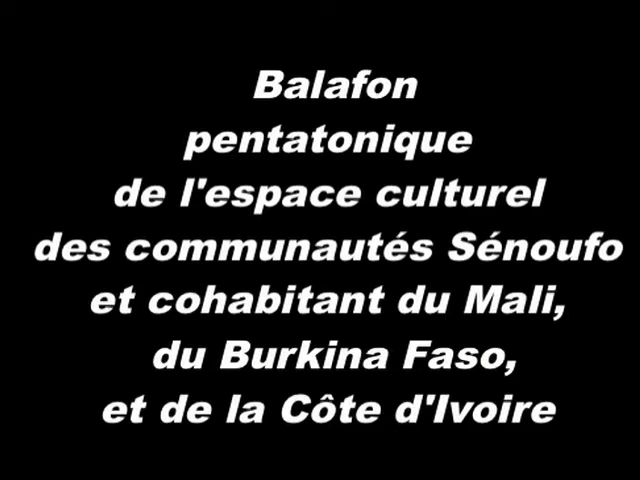 Balafon
pentatonique
de l'espace culturel
des communautés Sénoufo
et cohabitant du Mali,
du Burkina Faso,
et de la Côte d'Ivoire